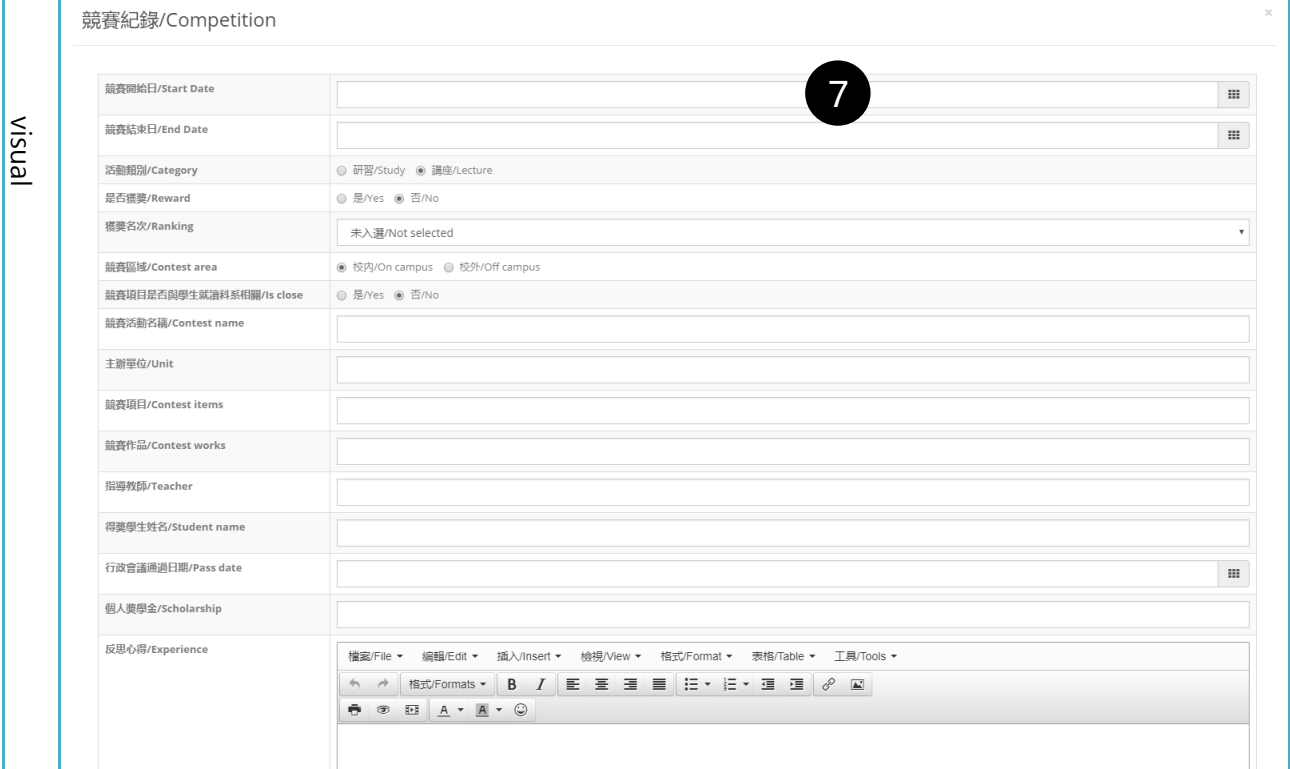 競賽紀錄/Competition
×
visual
7
競賽開始日/Start Date
競賽結束日/End Date
活動類別/Category
研習/Study 講座/Lecture
是否獲獎/Reward
是/Yes 否/No
獲獎名次/Ranking
未入選/Not selected
競賽區域/Contest area
校內/On campus 校外/Off campus
競賽項目是否與學生就讀科系相關/Is close
是/Yes 否/No
競賽活動名稱/Contest name
主辦單位/Unit
競賽項目/Contest items
競賽作品/Contest works
指導教師/Teacher
得獎學生姓名/Student name
行政會議通過日期/Pass date
個人獎學金/Scholarship
反思心得/Experience
檔案/File 編輯/Edit 插入/Insert 檢視/View 格式/Format 表格/Table 工具/Tools
格式/Formats B I
A A